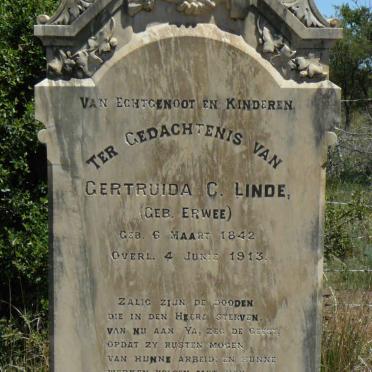 VAN ECHTGENOOT EN KINDEREN
TER GEDACHTENIS VAN
GERTRUIDA C. LINDE,
(GEB. ERWEE)
GEB. 6 MAART 1842
OVERL. 4 JUNIE 1913.
ZALIG ZIJN DE DOODEN
DIE IN DEN HEERE STERVEN,
VAN NU AAN YA, ZEG DE GEEST,
OPDAT ZY RUSTEN MOGEN
VAN HUNNE ARBEID, EN HUNNE